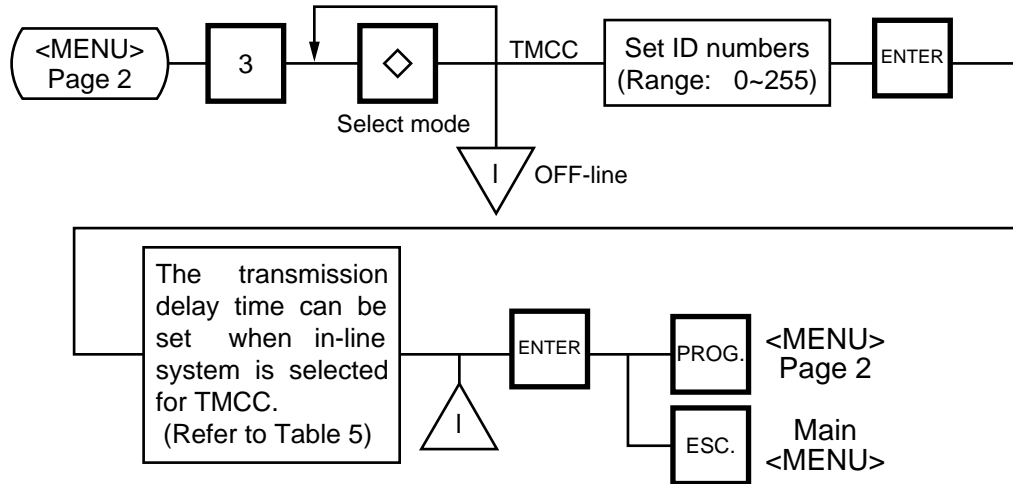 <MENU>
Page 2
3
Select mode
TMCC
Set ID numbers
(Range: 0~255)
ENTER
I
OFF-line
The transmission
delay time can be
set when in-line
system is selected
for TMCC.
(Refer to Table 5)
I
ENTER
PROG.
<MENU>
Page 2
ESC.
Main
<MENU>